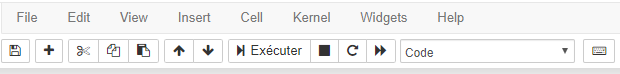 File Edit View Insert Cell Kernel Widgets Help
Exécuter Code